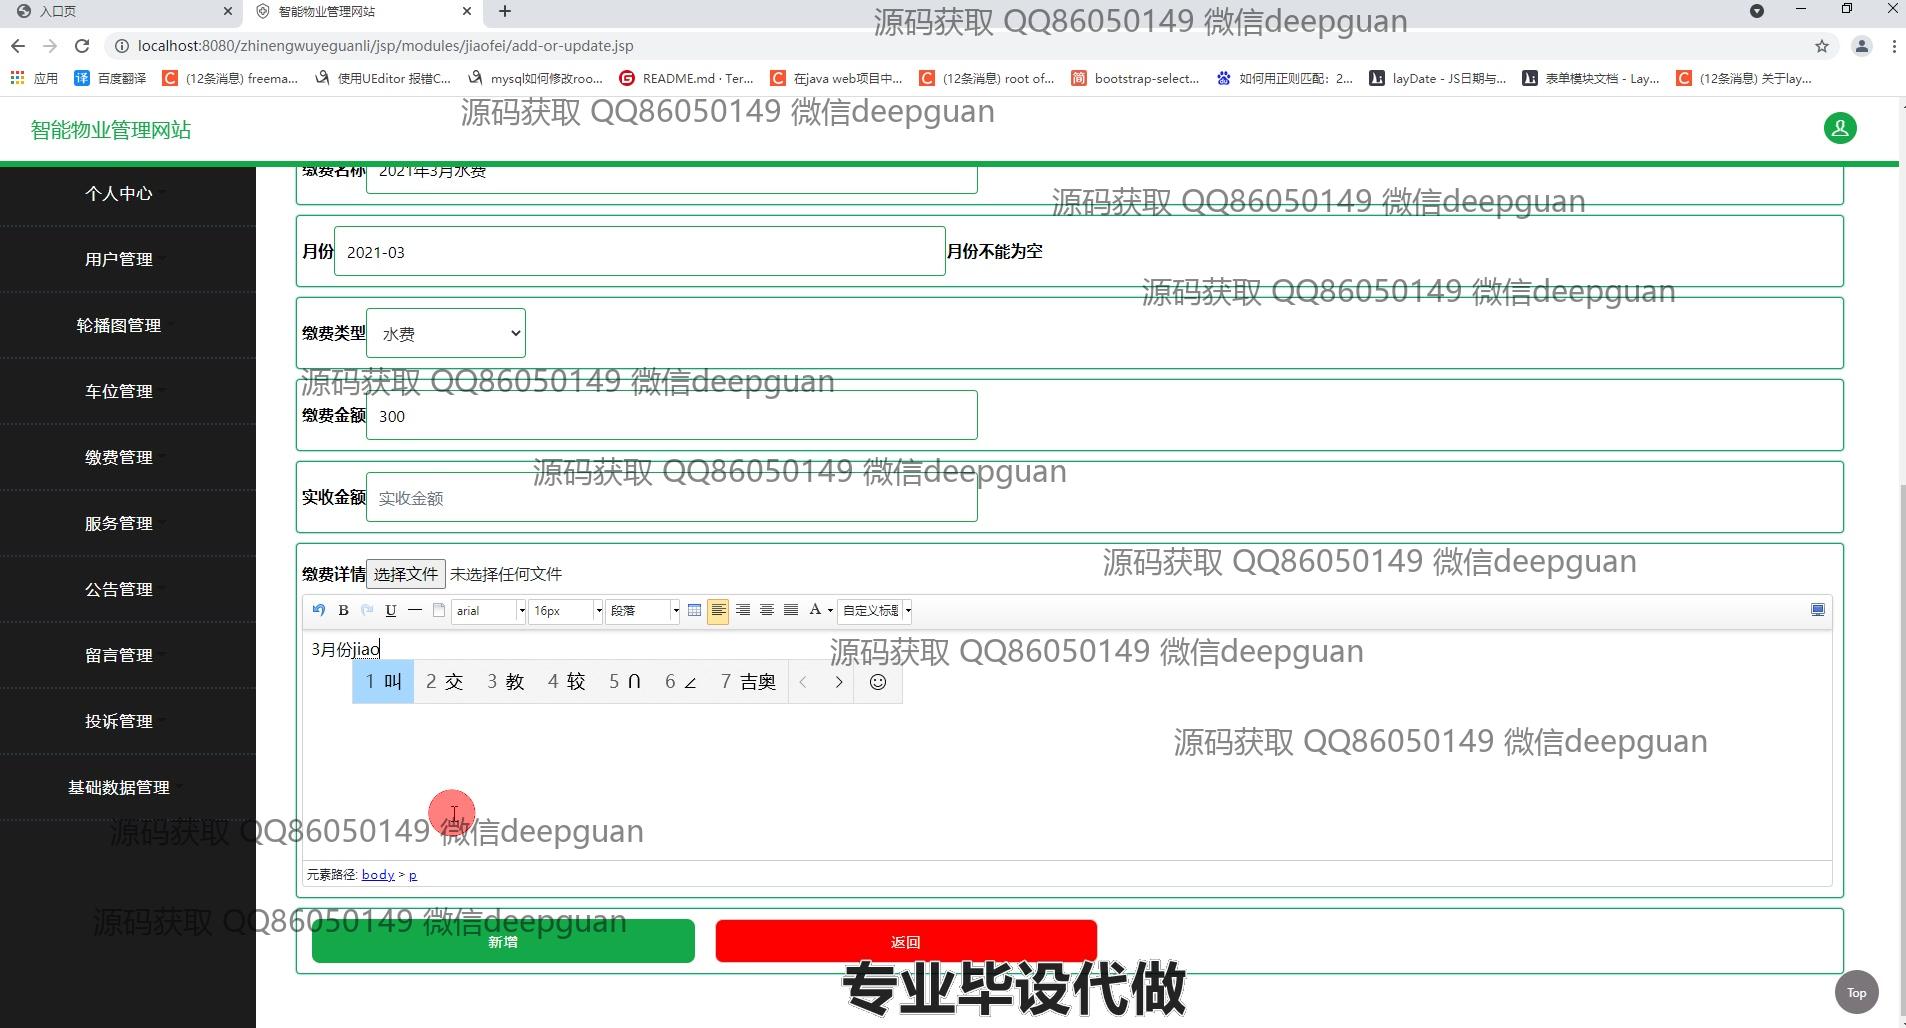 入口页
智能物业管理网站
源码获取 QQ86050149 微信deepguan
localhost:8080/zhinengwuyeguanli/jsp/modules/jiaofei/add-or-update.jsp
应用
百度翻译
(12条消息) freema...
使用UEditor 报错C...
mysql如何修改roo...
README.md · Ter...
在java web项目中...
(12条消息) root of...
bootstrap-select...
如何用正则匹配：2...
layDate - JS日期与...
表单模块文档 - Lay...
(12条消息) 关于lay...
源码获取 QQ86050149 微信deepguan
智能物业管理网站
个人中心
用户管理
轮播图管理
车位管理
缴费管理
服务管理
公告管理
留言管理
投诉管理
基础数据管理
缴费名称 2021年3月水费
源码获取 QQ86050149 微信deepguan
月份 2021-03 月份不能为空
源码获取 QQ86050149 微信deepguan
缴费类型 水费
源码获取 QQ86050149 微信deepguan
缴费金额 300
源码获取 QQ86050149 微信deepguan
实收金额 实收金额
源码获取 QQ86050149 微信deepguan
缴费详情 选择文件 未选择任何文件
B U arial 16px 段落 A 自定义标题
3月份jiao
源码获取 QQ86050149 微信deepguan
1 叫 2 交 3 教 4 较 5 ∩ 6 ∠ 7 吉奥
源码获取 QQ86050149 微信deepguan
源码获取 QQ86050149 微信deepguan
元素路径: body > p
源码获取 QQ86050149 微信deepguan
新增
返回
专业毕设代做
Top